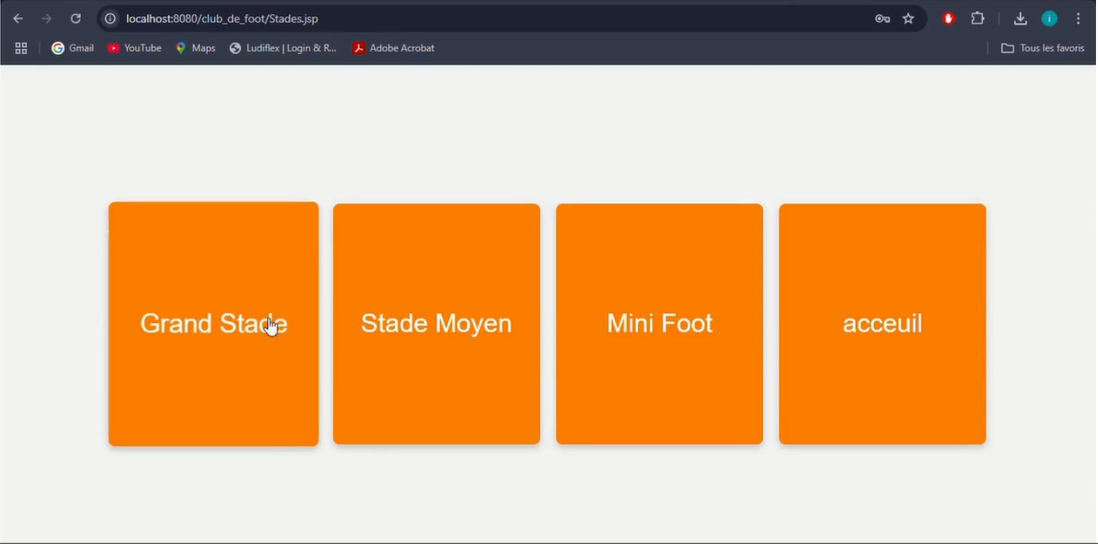 localhost:8080/club_de_foot/Stades.jsp
Gmail YouTube Maps Ludiflex | Login & R... Adobe Acrobat Tous les favoris
Grand Stade Stade Moyen Mini Foot acceuil